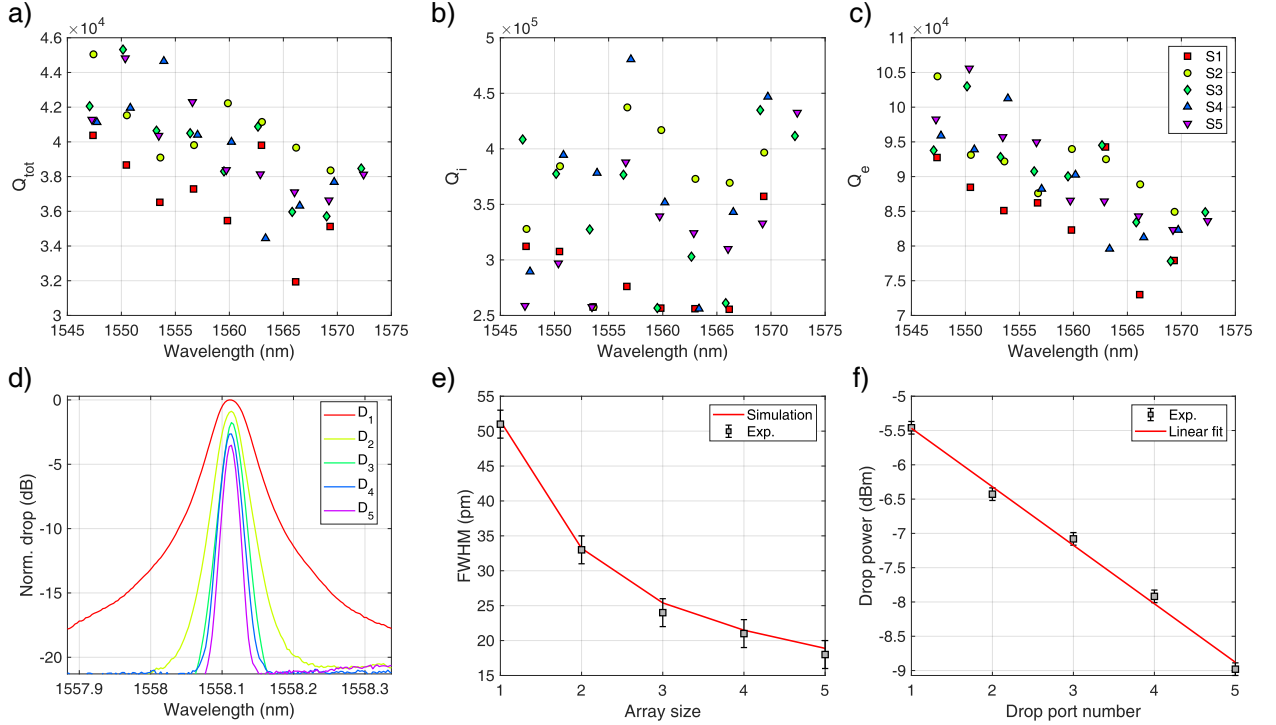 a)
×10⁴
4.6
4.4
4.2
4
3.8
3.6
3.4
3.2
3
Q_tot
1545 1550 1555 1560 1565 1570 1575
Wavelength (nm)
b)
×10⁵
5
4.5
4
3.5
3
2.5
Q_i
1545 1550 1555 1560 1565 1570 1575
Wavelength (nm)
c)
×10⁴
11
10.5
10
9.5
9
8.5
8
7.5
7
Q_e
S1
S2
S3
S4
S5
1545 1550 1555 1560 1565 1570 1575
Wavelength (nm)
d)
0
-5
-10
-15
-20
Norm. drop (dB)
D_1
D_2
D_3
D_4
D_5
1557.9 1558 1558.1 1558.2 1558.3
Wavelength (nm)
e)
55
50
45
40
35
30
25
20
15
FWHM (pm)
Simulation
Exp.
1 2 3 4 5
Array size
f)
-5
-5.5
-6
-6.5
-7
-7.5
-8
-8.5
-9
Drop power (dBm)
Exp.
Linear fit
1 2 3 4 5
Drop port number